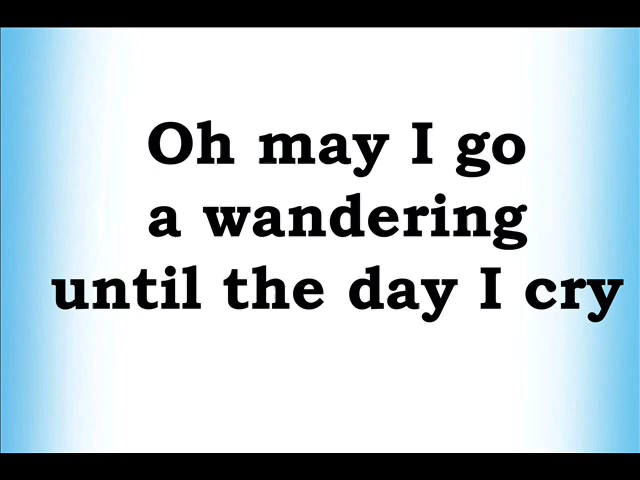 Oh may I go
a wandering
until the day I cry